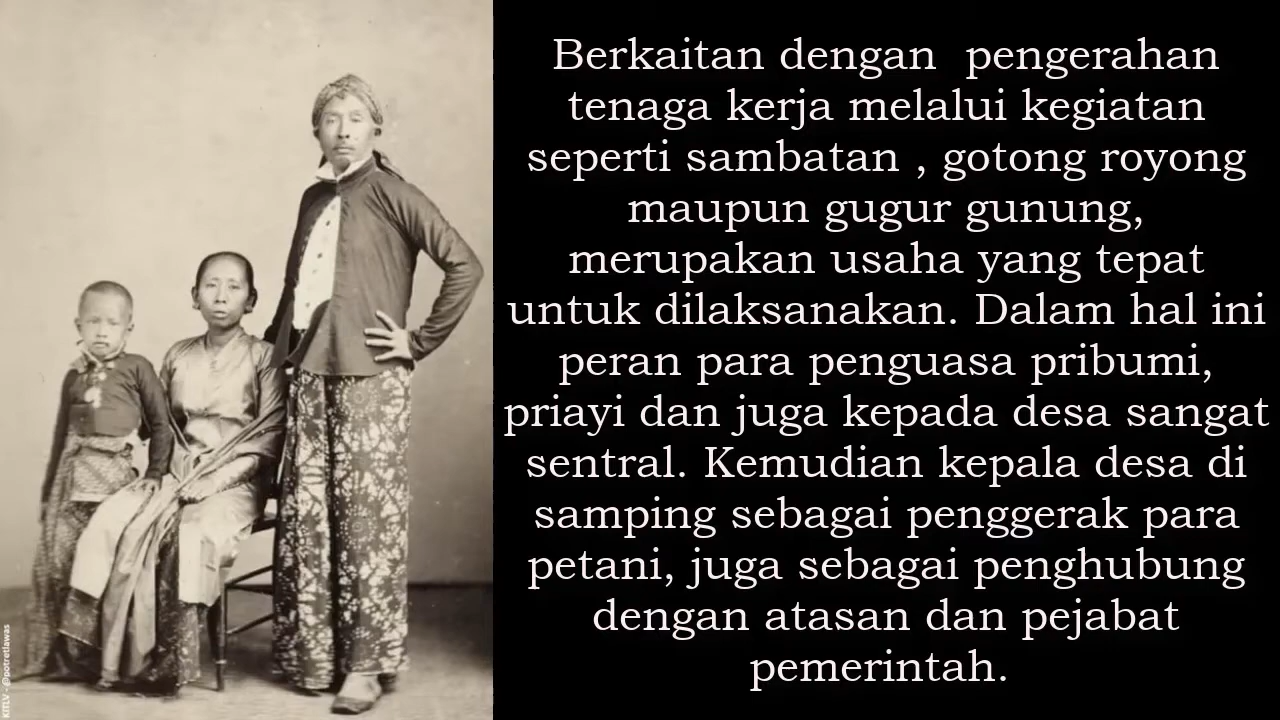 Berkaitan dengan  pengerahan
tenaga kerja melalui kegiatan
seperti sambatan , gotong royong
maupun gugur gunung,
merupakan usaha yang tepat
untuk dilaksanakan. Dalam hal ini
peran para penguasa pribumi,
priayi dan juga kepada desa sangat
sentral. Kemudian kepala desa di
samping sebagai penggerak para
petani, juga sebagai penghubung
dengan atasan dan pejabat
pemerintah.
KITLV - @potretlawas